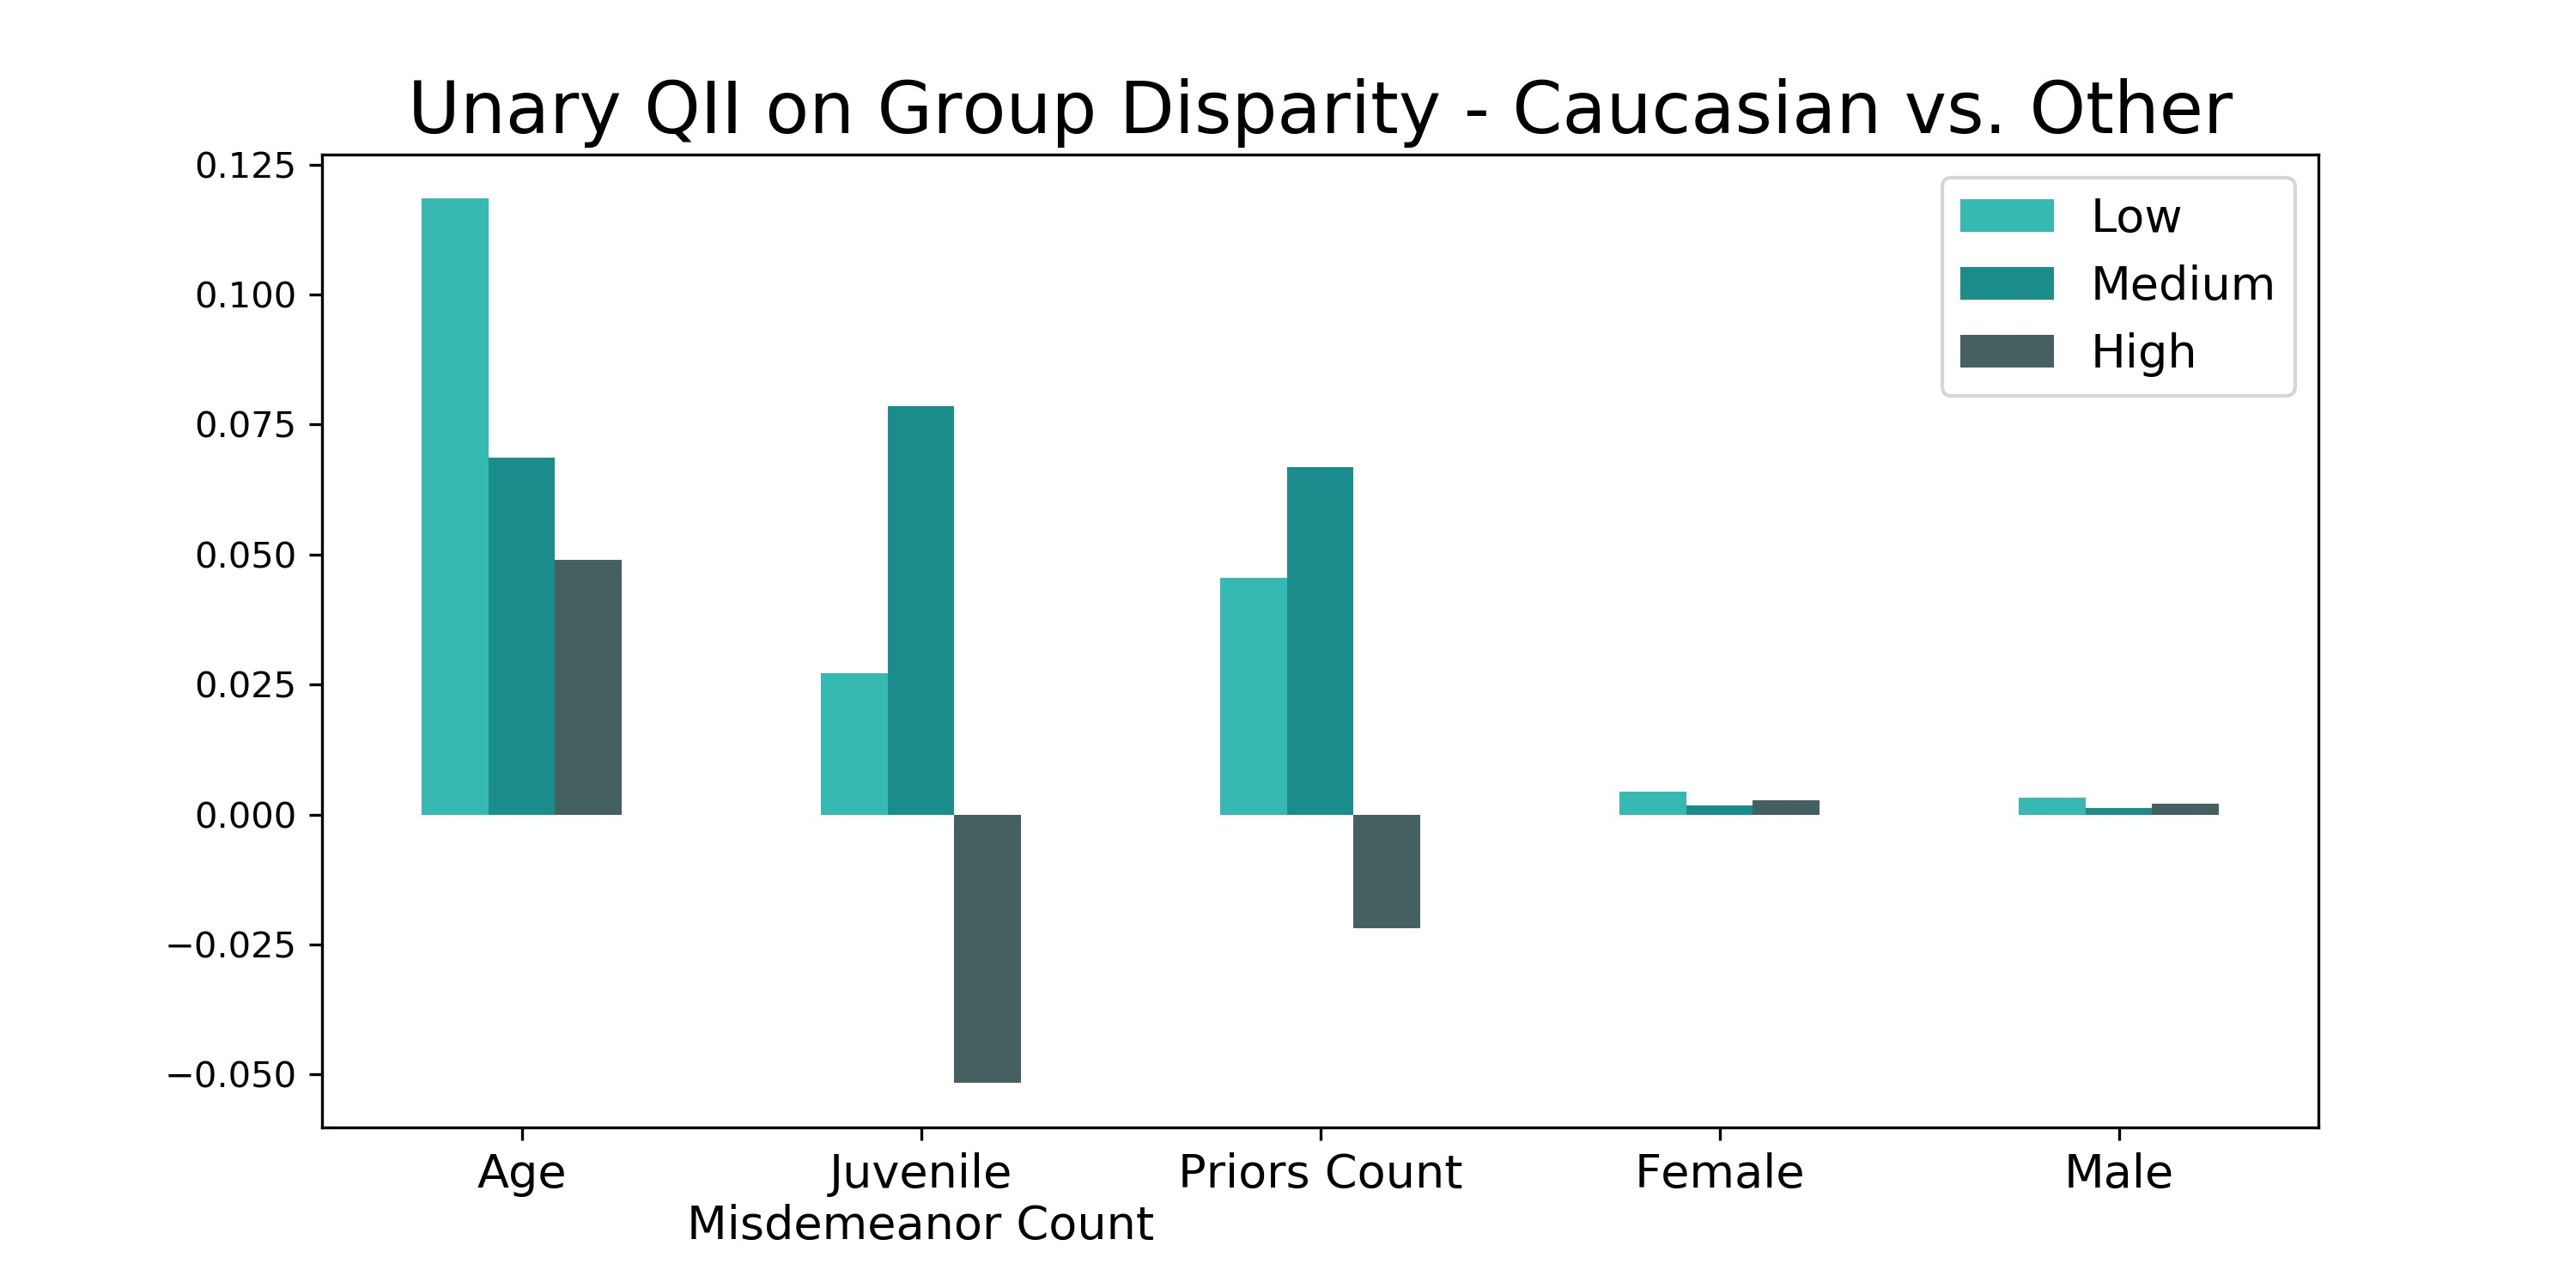 Unary QII on Group Disparity - Caucasian vs. Other
0.125
0.100
0.075
0.050
0.025
0.000
−0.025
−0.050
Low
Medium
High
Age
Juvenile
Misdemeanor Count
Priors Count
Female
Male